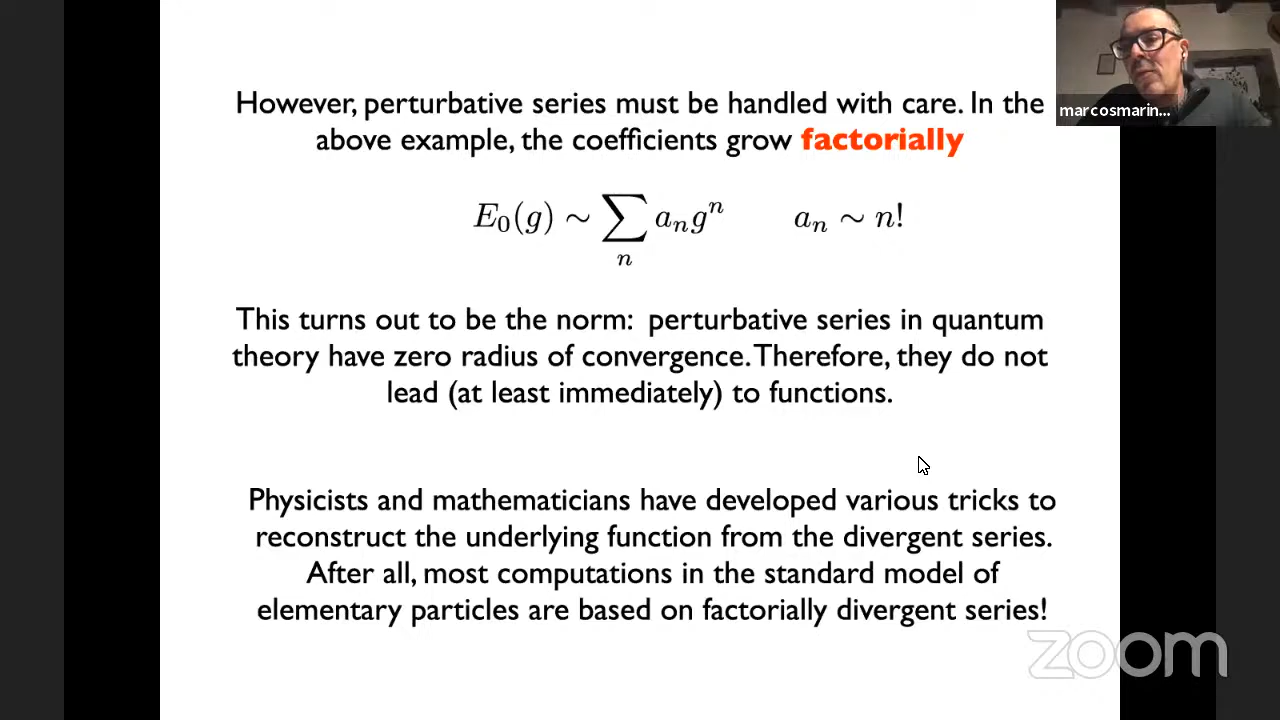 marcosmarin...
However, perturbative series must be handled with care. In the
above example, the coefficients grow factorially
E₀(g) ∼ ∑ₙ aₙgⁿ aₙ ∼ n!
This turns out to be the norm: perturbative series in quantum
theory have zero radius of convergence. Therefore, they do not
lead (at least immediately) to functions.
Physicists and mathematicians have developed various tricks to
reconstruct the underlying function from the divergent series.
After all, most computations in the standard model of
elementary particles are based on factorially divergent series!
zoom